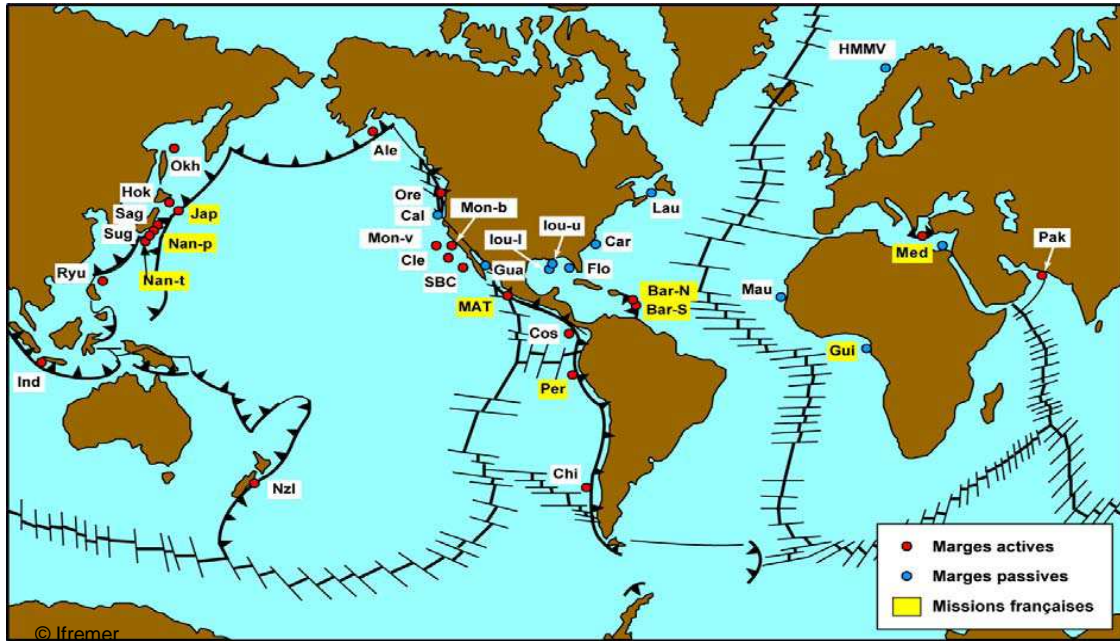 HMMV
Okh
Ale
Hok
Jap
Sag
Sug
Nan-p
Nan-t
Ryu
Ind
Nzl
Ore
Cal
Mon-b
Mon-v
Cle
SBC
Gua
Iou-u
Iou-l
Flo
Car
Lau
MAT
Bar-N
Bar-S
Cos
Per
Chi
Mau
Gui
Med
Pak
Marges actives
Marges passives
Missions françaises
© Ifremer